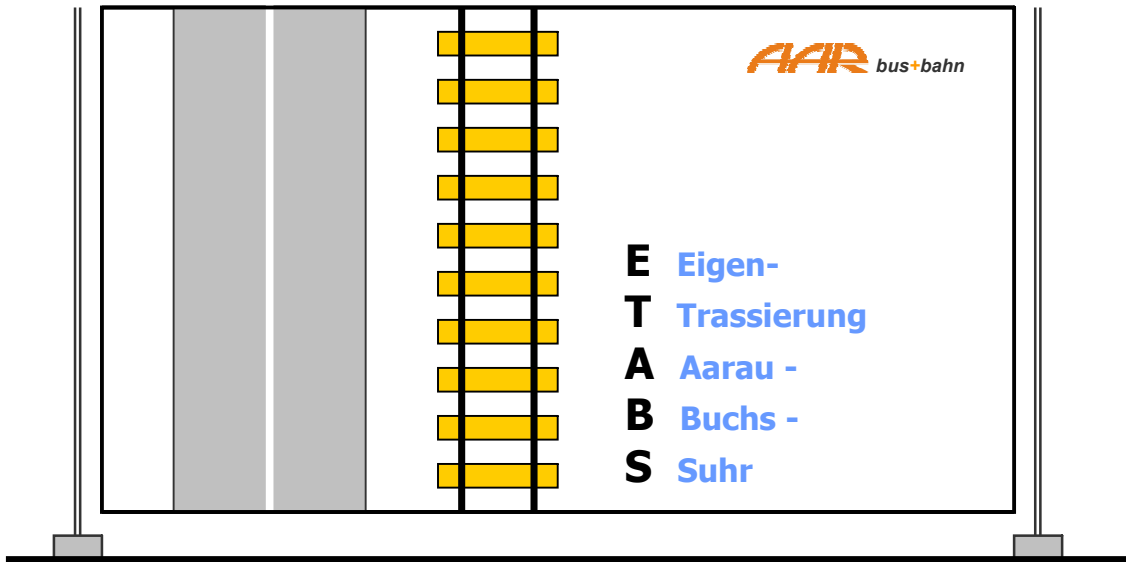 AAR bus+bahn
E Eigen-
T Trassierung
A Aarau -
B Buchs -
S Suhr